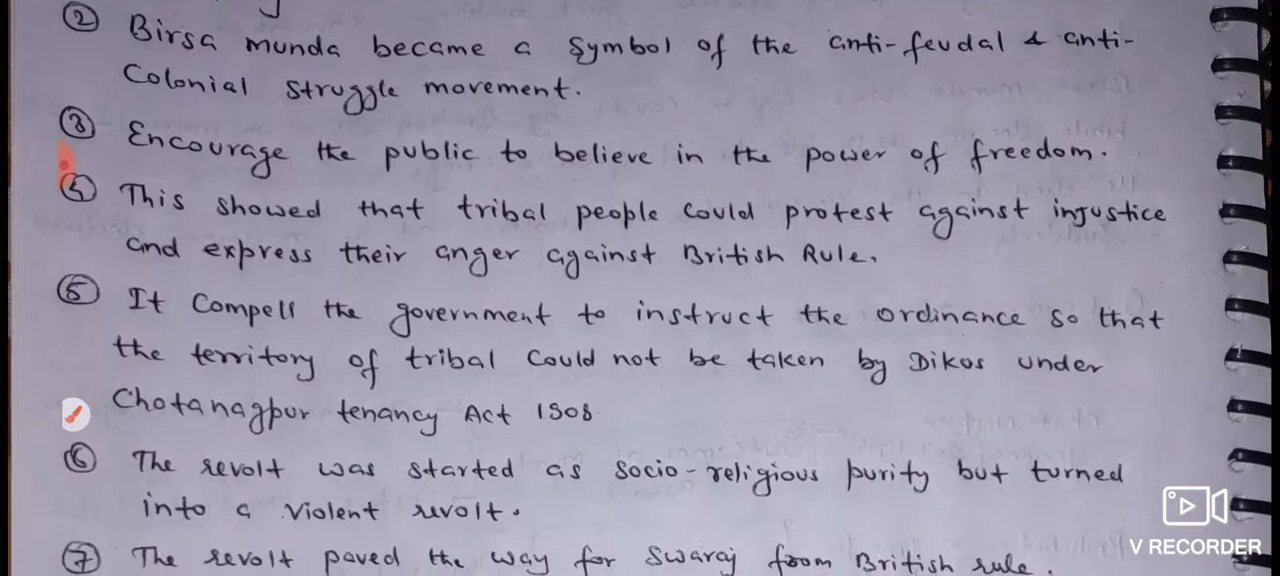 ② Birsa munda became a symbol of the anti-feudal & anti-
Colonial struggle movement.
③ Encourage the public to believe in the power of freedom.
④ This showed that tribal people could protest against injustice
and express their anger against British Rule.
⑤ It Compell the government to instruct the ordinance so that
the territory of tribal could not be taken by Dikus under
Chotanagpur tenancy Act 1908
⑥ The revolt was started as socio-religious purity but turned
into a violent revolt.
⑦ The revolt paved the way for Swaraj from British rule.
V RECORDER